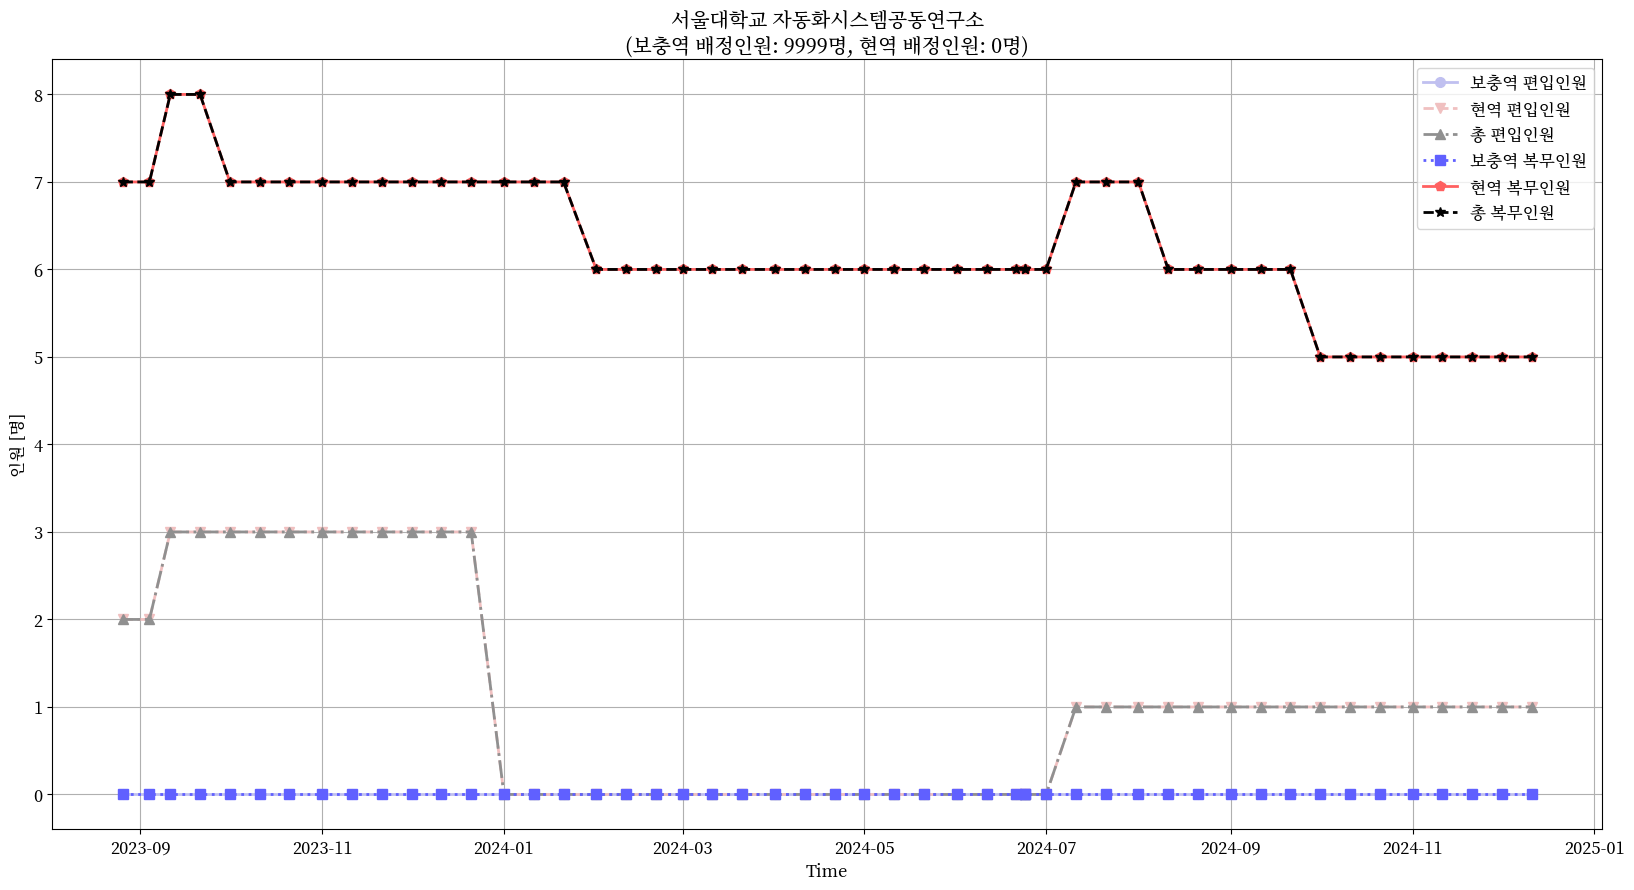 서울대학교 자동화시스템공동연구소
(보충역 배정인원: 9999명, 현역 배정인원: 0명)
보충역 편입인원
현역 편입인원
총 편입인원
보충역 복무인원
현역 복무인원
총 복무인원
8
7
6
5
4
3
2
1
0
인원 [명]
2023-09
2023-11
2024-01
2024-03
2024-05
2024-07
2024-09
2024-11
2025-01
Time